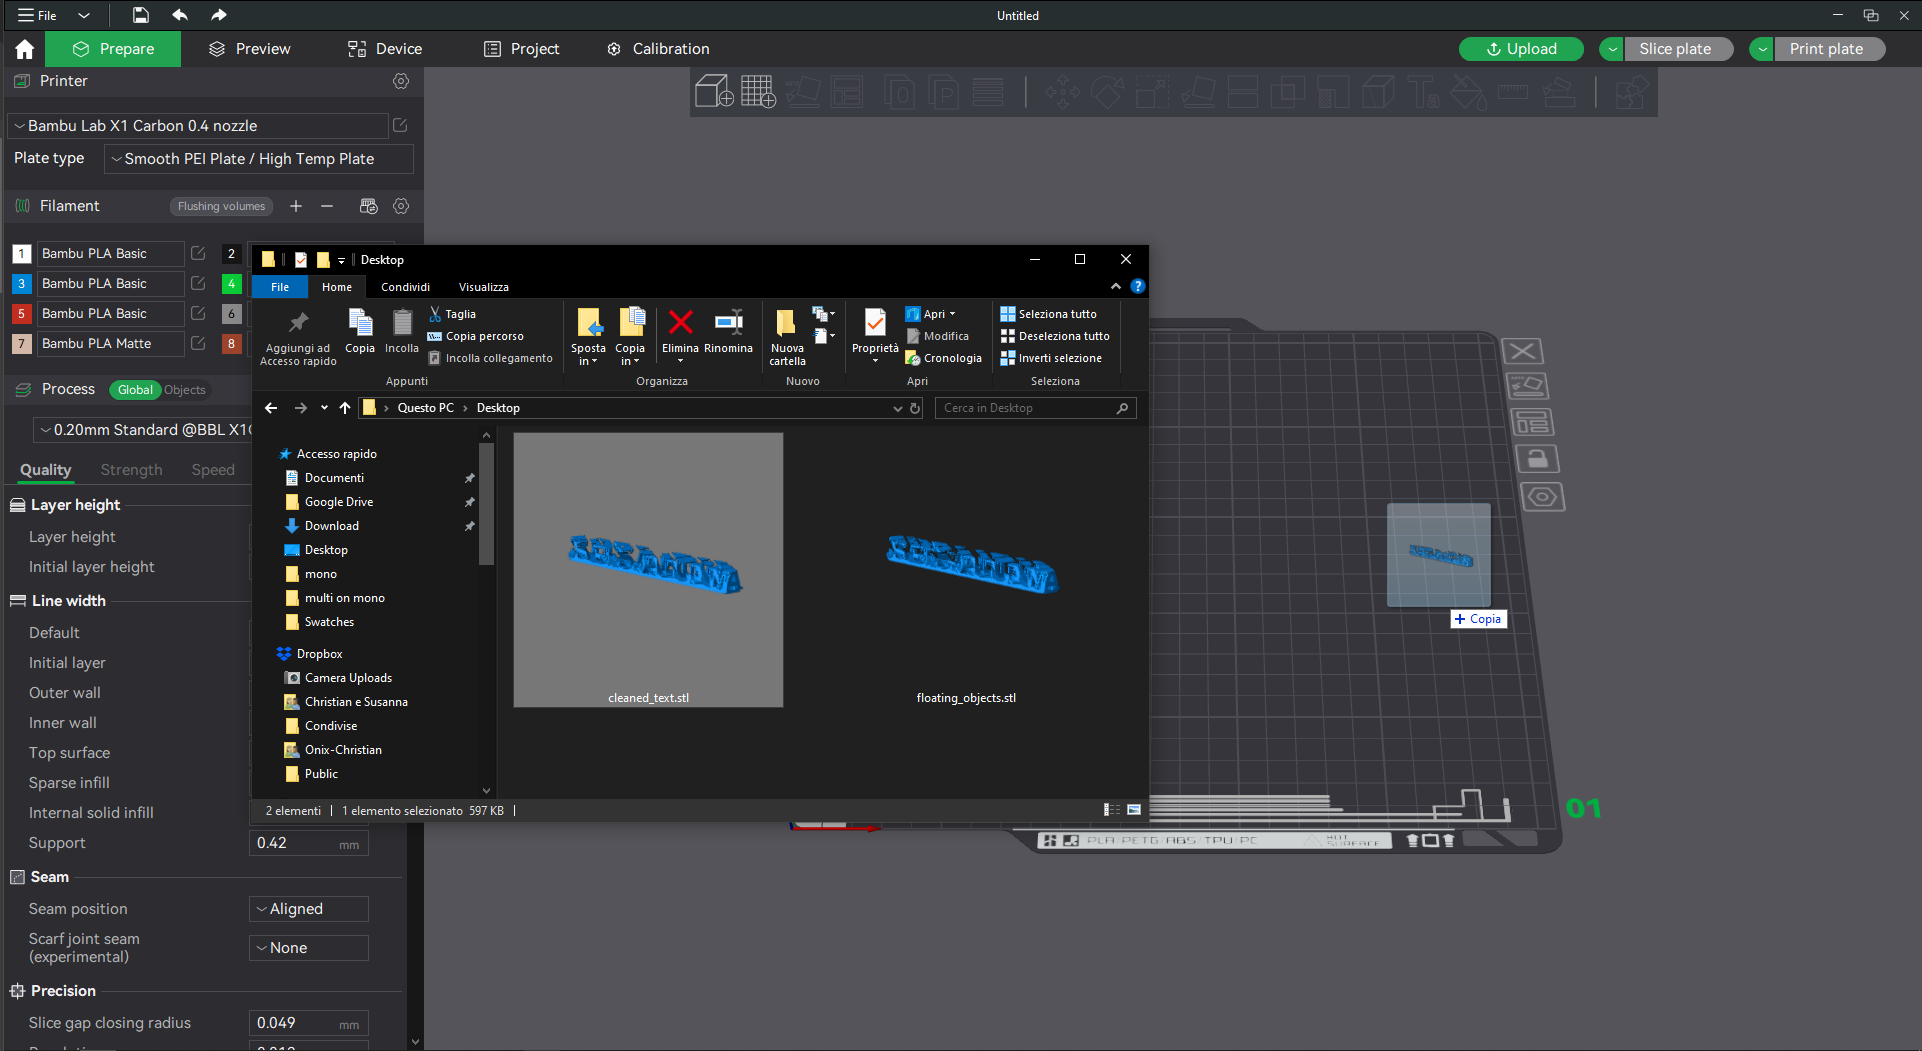 File
Untitled
Prepare
Preview
Device
Project
Calibration
Upload
Slice plate
Print plate
Printer
Bambu Lab X1 Carbon 0.4 nozzle
Plate type
Smooth PEI Plate / High Temp Plate
Filament
Flushing volumes
1 Bambu PLA Basic
2
3 Bambu PLA Basic
4
5 Bambu PLA Basic
6
7 Bambu PLA Matte
8
Process
Global
Objects
0.20mm Standard @BBL X1C
Quality
Strength
Speed
Layer height
Layer height
Initial layer height
Line width
Default
Initial layer
Outer wall
Inner wall
Top surface
Sparse infill
Internal solid infill
Support
0.42 mm
Seam
Seam position
Aligned
Scarf joint seam
(experimental)
None
Precision
Slice gap closing radius
0.049 mm
Desktop
File
Home
Condividi
Visualizza
Aggiungi ad
Accesso rapido
Copia
Incolla
Taglia
Copia percorso
Incolla collegamento
Appunti
Sposta
in
Copia
in
Elimina
Rinomina
Organizza
Nuova
cartella
Nuovo
Proprietà
Apri
Modifica
Cronologia
Apri
Seleziona tutto
Deseleziona tutto
Inverti selezione
Seleziona
Questo PC
Desktop
Cerca in Desktop
Accesso rapido
Documenti
Google Drive
Download
Desktop
mono
multi on mono
Swatches
Dropbox
Camera Uploads
Christian e Susanna
Condivise
Onix-Christian
Public
cleaned_text.stl
floating_objects.stl
2 elementi
1 elemento selezionato 597 KB
+ Copia
01
PLA/PETG/ABS/TPU/PC
HOT
SURFACE